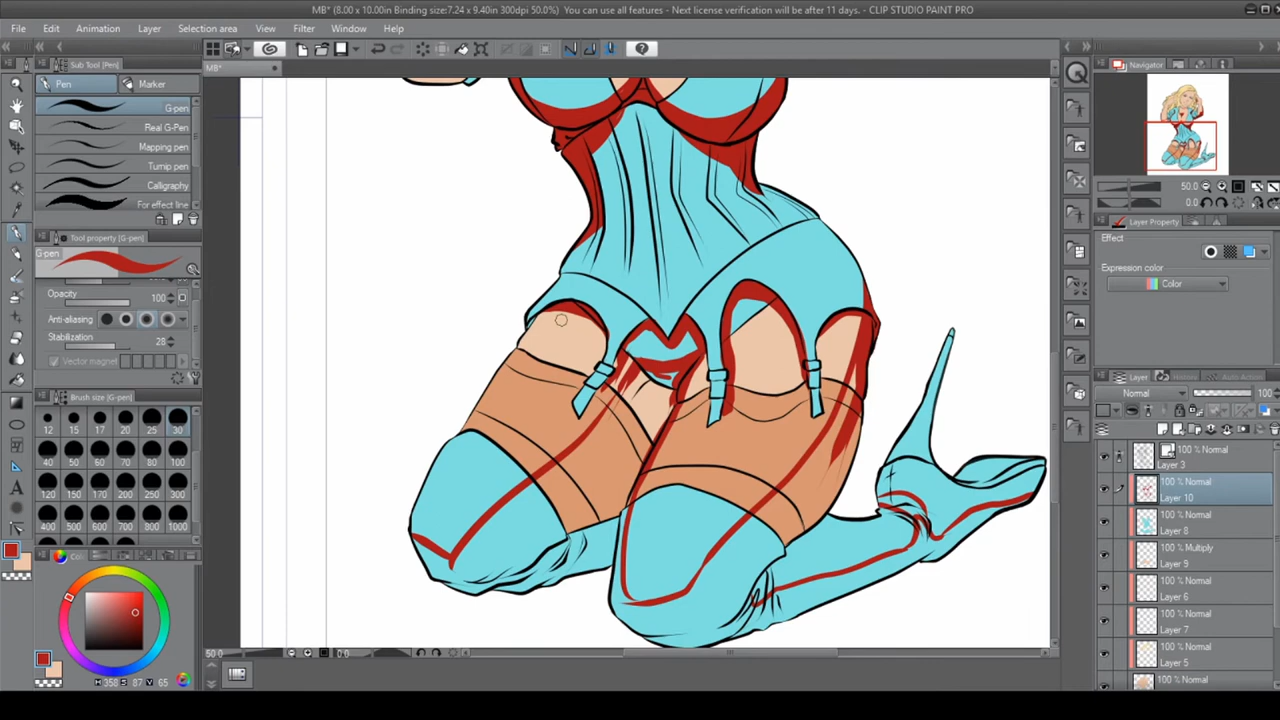 MB* (8.00 x 10.00in Binding size:7.24 x 9.40in 300dpi 50.0%) You can use all features - Next license verification will be after 11 days. - CLIP STUDIO PAINT PRO
File Edit Animation Layer Selection area View Filter Window Help
MB*
Sub Tool [Pen]
Pen Marker
G-pen
Real G-Pen
Mapping pen
Turnip pen
Calligraphy
For effect line
Tool property [G-pen]
G-pen
Opacity 100
Anti-aliasing
Stabilization 28
Vector magnet
Brush size [G-pen]
12 15 17 20 25 30
40 50 60 70 80 100
120 150 170 200 250 300
400 500 600 700 800 1000
H 358 S 87 V 65
50.0 0.0
Navigator
50.0
0.0
Layer Property
Effect
Expression color
Color
Layer
Normal 100
100 % Normal
Layer 3
100 % Normal
Layer 10
100 % Normal
Layer 8
100 % Multiply
Layer 9
100 % Normal
Layer 6
100 % Normal
Layer 7
100 % Normal
Layer 5
100 % Normal